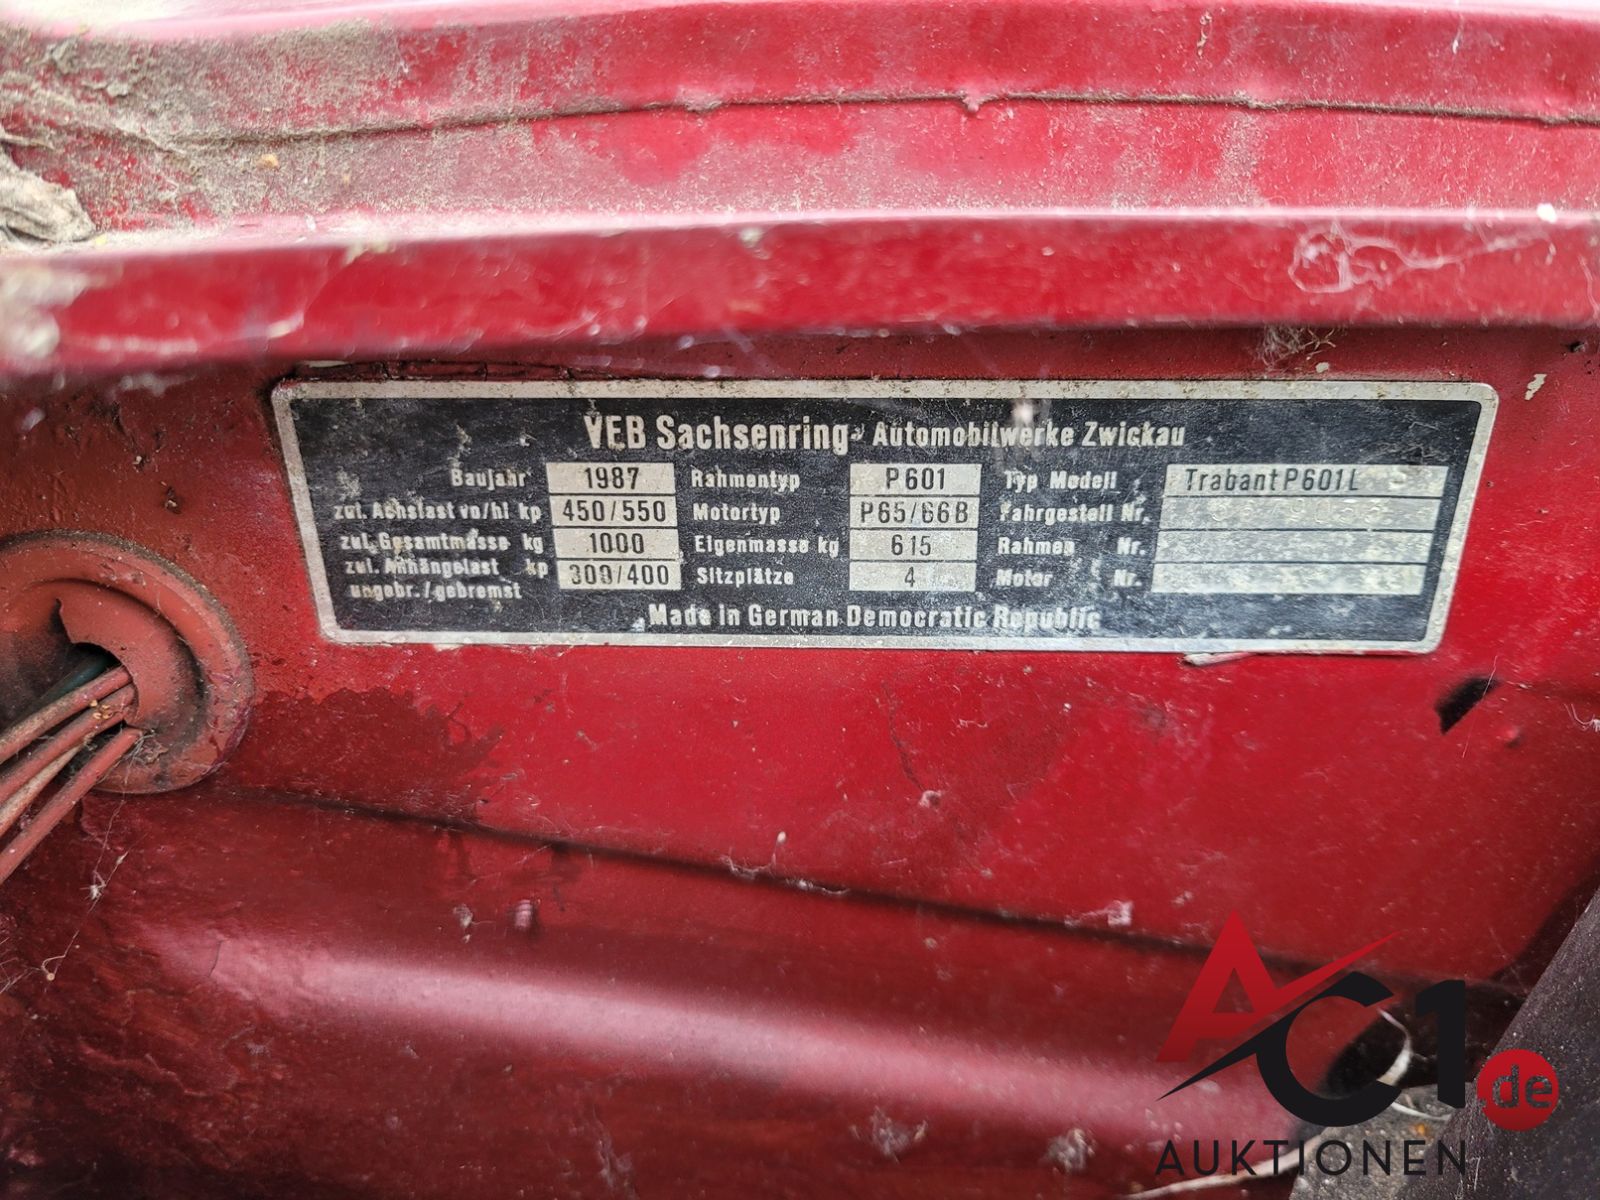 VEB Sachsenring Automobilwerke Zwickau
Baujahr 1987 Rahmentyp P601 Typ Modell Trabant P601L
zul. Achslast vo/hi kp 450/550 Motortyp P65/66B Fahrgestell Nr.
zul. Gesamtmasse kg 1000 Eigenmasse kg 615 Rahmen Nr.
zul. Anhängelast kp 300/400 Sitzplätze 4 Motor Nr.
ungebr./gebremst
Made in German Democratic Republic
AC1.de
AUKTIONEN